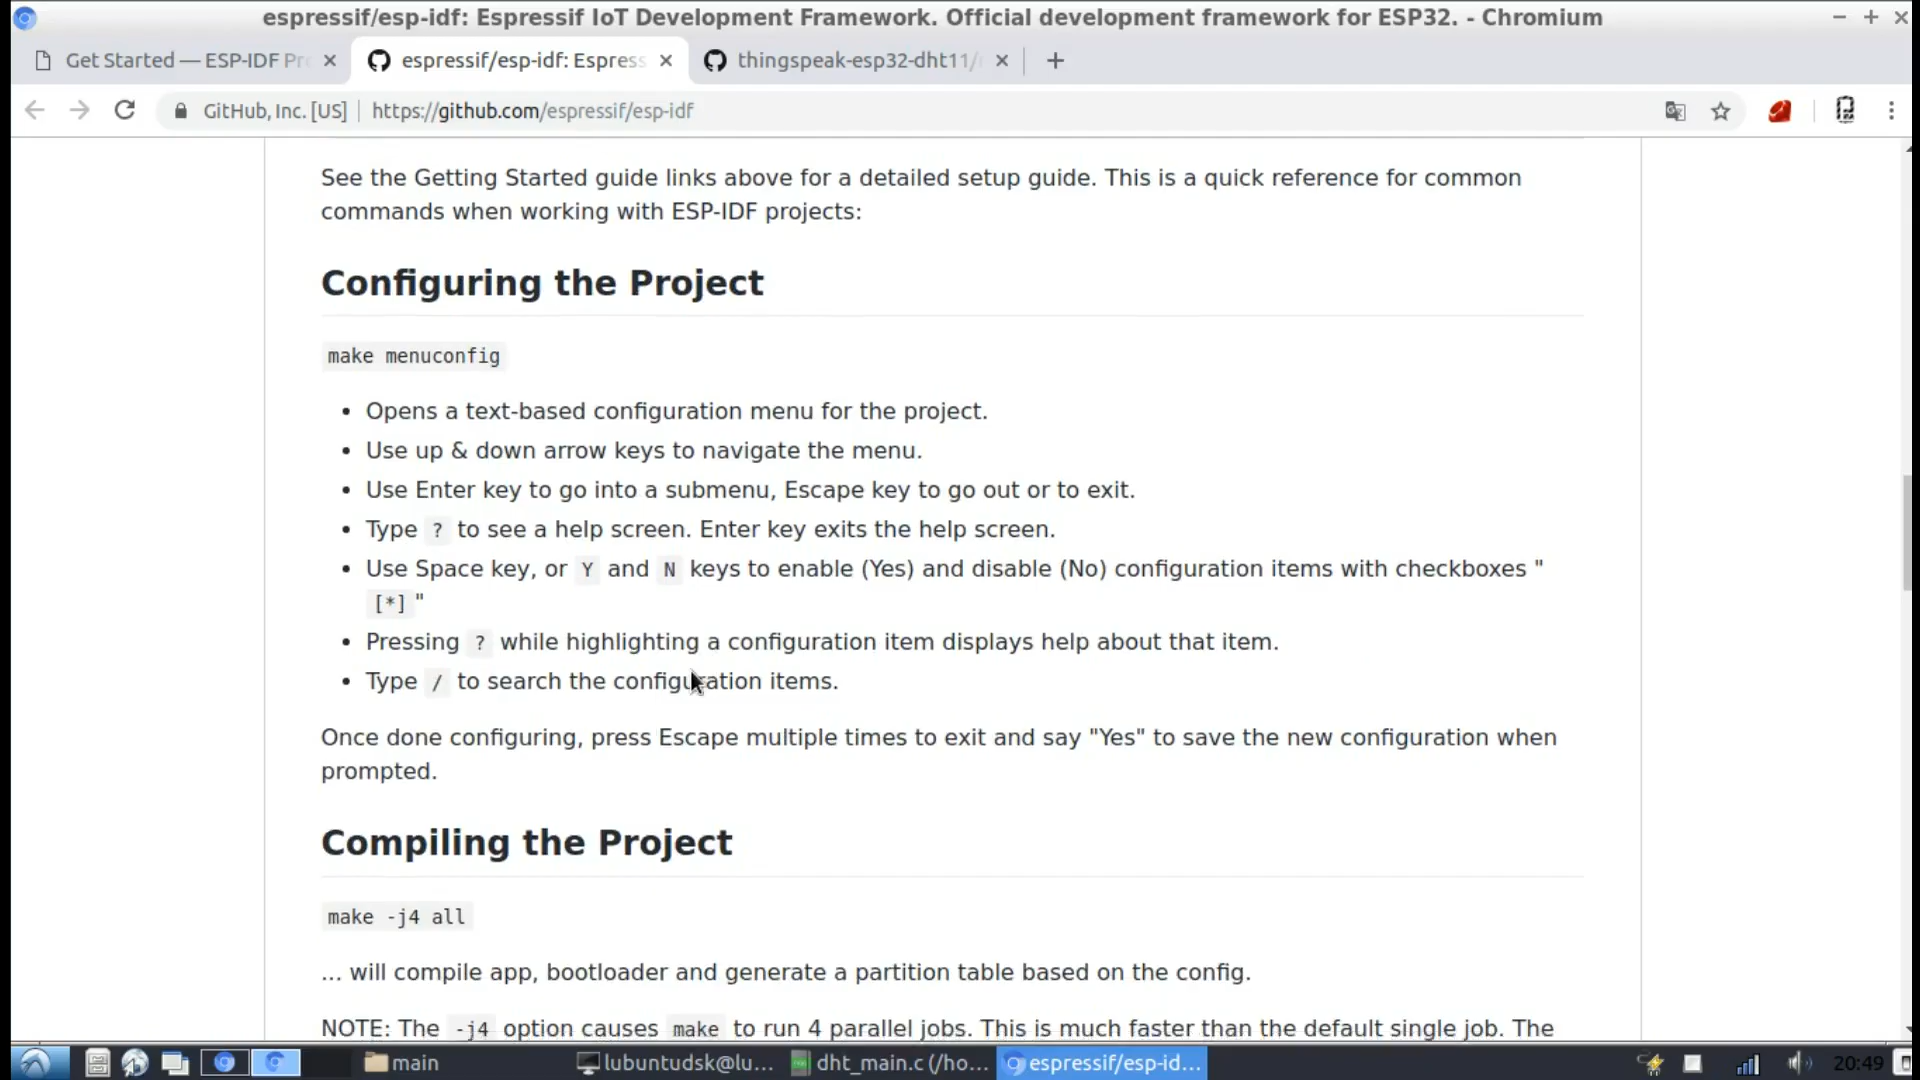 espressif/esp-idf: Espressif IoT Development Framework. Official development framework for ESP32. - Chromium
Get Started — ESP-IDF Pr
espressif/esp-idf: Espress
thingspeak-esp32-dht11/
GitHub, Inc. [US] | https://github.com/espressif/esp-idf
See the Getting Started guide links above for a detailed setup guide. This is a quick reference for common
commands when working with ESP-IDF projects:
Configuring the Project
make menuconfig
• Opens a text-based configuration menu for the project.
• Use up & down arrow keys to navigate the menu.
• Use Enter key to go into a submenu, Escape key to go out or to exit.
• Type ? to see a help screen. Enter key exits the help screen.
• Use Space key, or Y and N keys to enable (Yes) and disable (No) configuration items with checkboxes "
[*] "
• Pressing ? while highlighting a configuration item displays help about that item.
• Type / to search the configuration items.
Once done configuring, press Escape multiple times to exit and say "Yes" to save the new configuration when
prompted.
Compiling the Project
make -j4 all
... will compile app, bootloader and generate a partition table based on the config.
NOTE: The -j4 option causes make to run 4 parallel jobs. This is much faster than the default single job. The
main
lubuntudsk@lu...
dht_main.c (/ho...
espressif/esp-id...
20:49